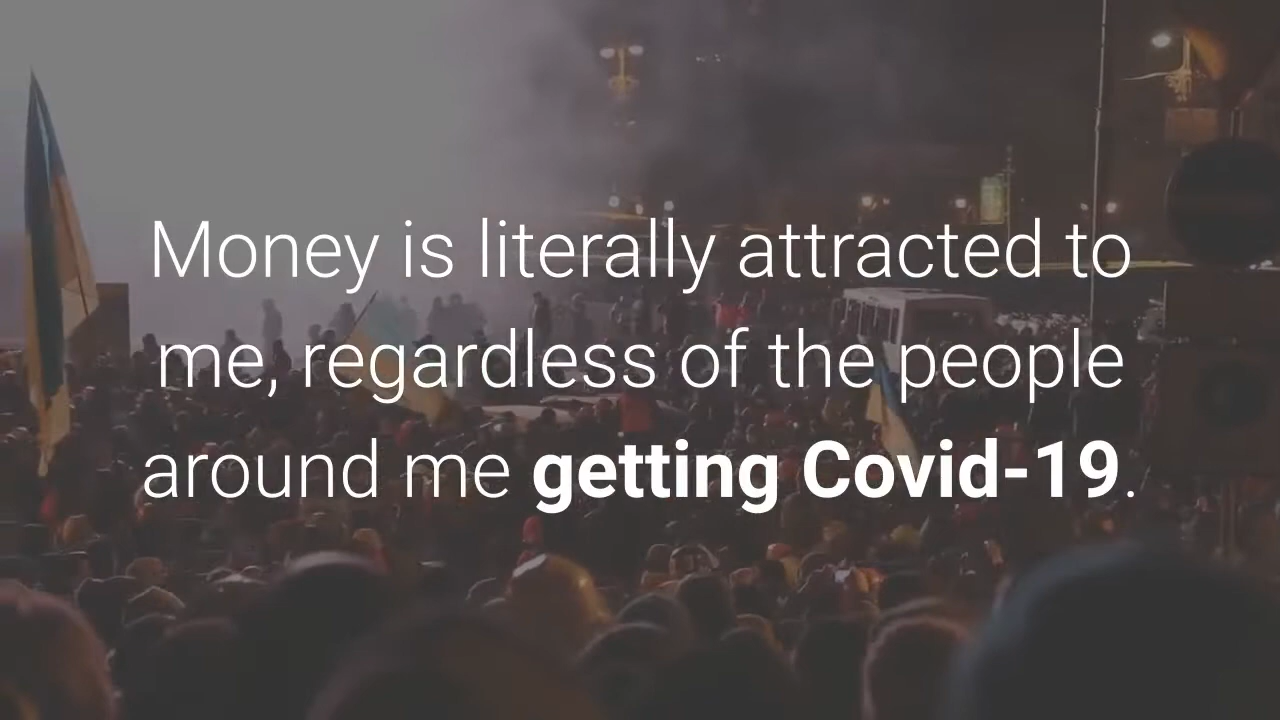 Money is literally attracted to
me, regardless of the people
around me getting Covid-19.